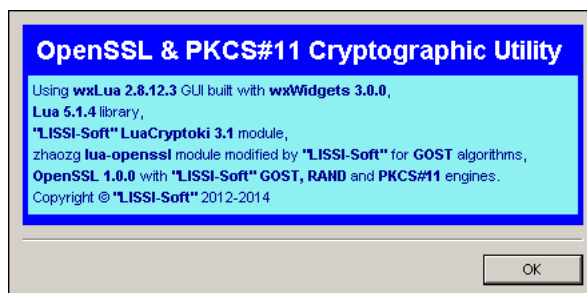 OpenSSL & PKCS#11 Cryptographic Utility
Using wxLua 2.8.12.3 GUI built with wxWidgets 3.0.0,
Lua 5.1.4 library,
"LISSI-Soft" LuaCryptoki 3.1 module,
zhaozg lua-openssl module modified by "LISSI-Soft" for GOST algorithms,
OpenSSL 1.0.0 with "LISSI-Soft" GOST, RAND and PKCS#11 engines.
Copyright © "LISSI-Soft" 2012-2014
OK